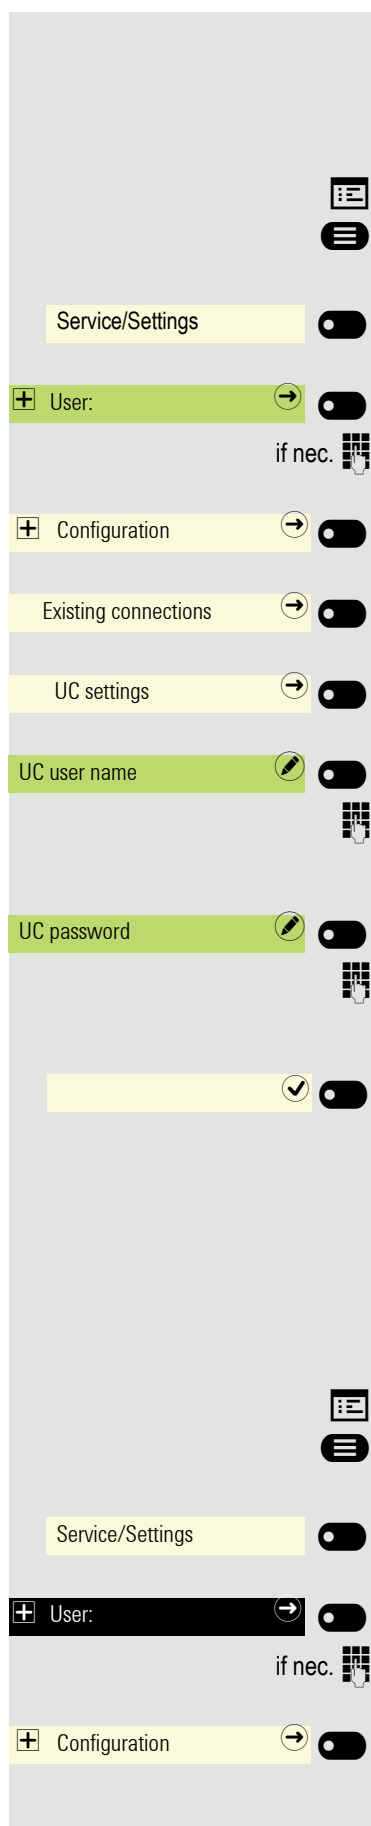 Service/Settings
User:
if nec.
Configuration
Existing connections
UC settings
UC user name
UC password
Service/Settings
User:
if nec.
Configuration